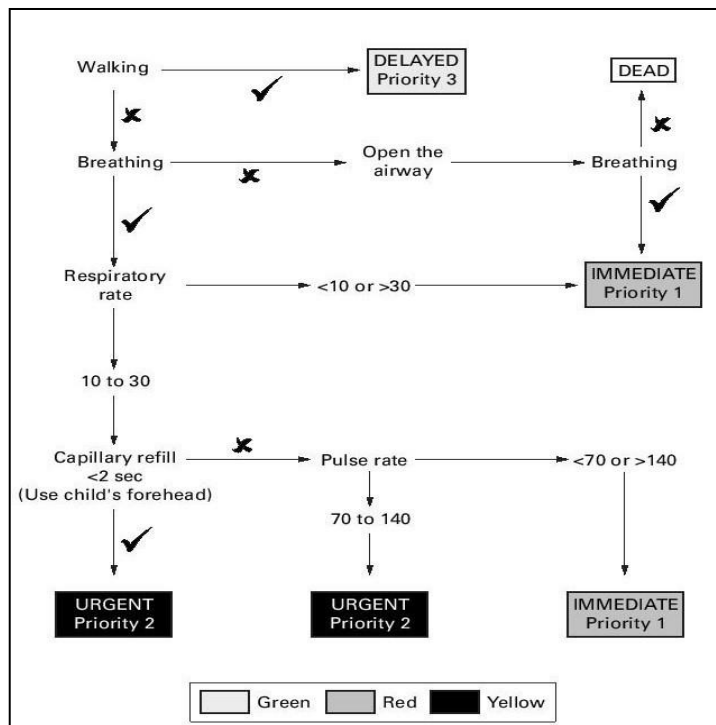 Walking
DELAYED
Priority 3
DEAD
Breathing
Open the
airway
Breathing
Respiratory
rate
<10 or >30
IMMEDIATE
Priority 1
10 to 30
Capillary refill
<2 sec
(Use child's forehead)
Pulse rate
<70 or >140
70 to 140
URGENT
Priority 2
URGENT
Priority 2
IMMEDIATE
Priority 1
Green
Red
Yellow